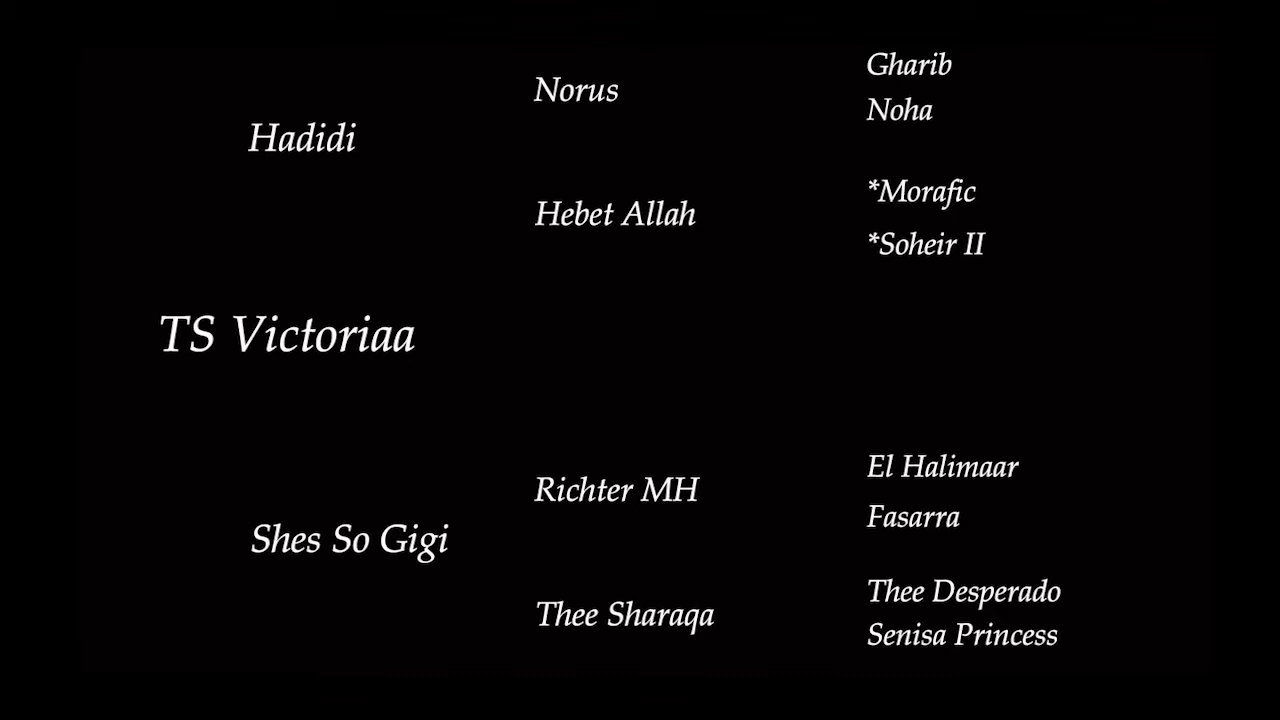 Gharib
Norus
Noha
Hadidi
*Morafic
Hebet Allah
*Soheir II
TS Victoriaa
El Halimaar
Richter MH
Fasarra
Shes So Gigi
Thee Desperado
Thee Sharaqa
Senisa Princess